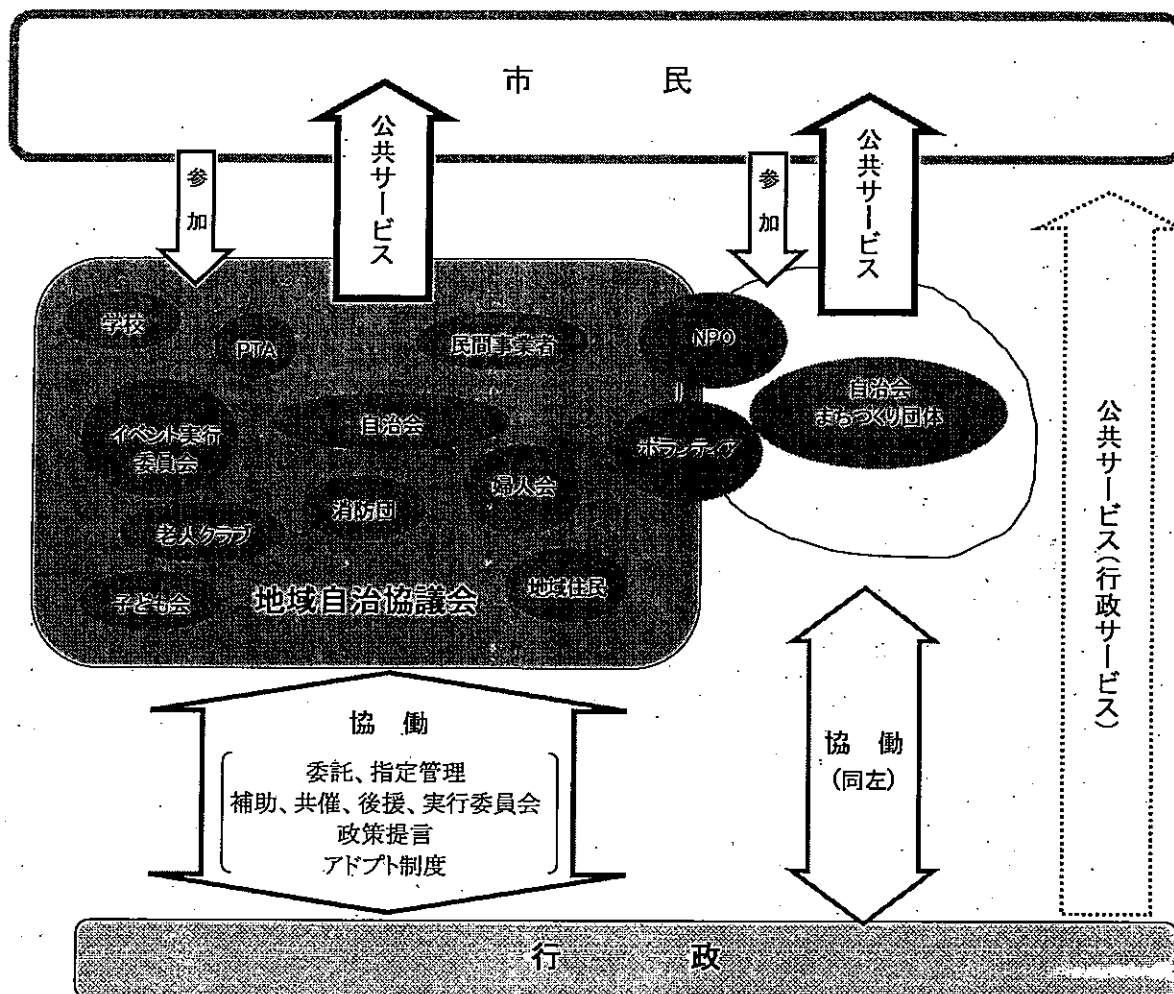 市民
参加
公共サービス
参加
公共サービス
学校
PTA
民間事業者
NPO
自治会
まちづくり団体
イベント実行
委員会
自治会
ボランティア
婦人会
消防団
老人クラブ
子ども会
地域自治協議会
地域住民
公共サービス(行政サービス)
協働
委託、指定管理
補助、共催、後援、実行委員会
政策提言
アドプト制度
協働
(同左)
行政